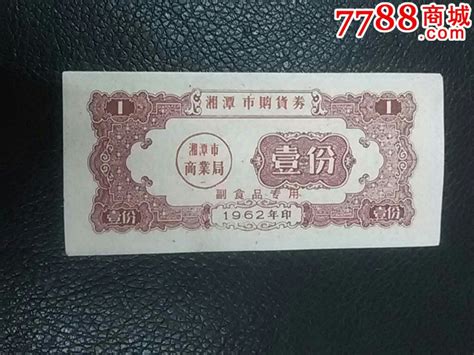 7788商城
.com
1
湘潭市购货券
1
湘潭市
商業局
壹份
副食品专用
壹份
1962年印
壹份